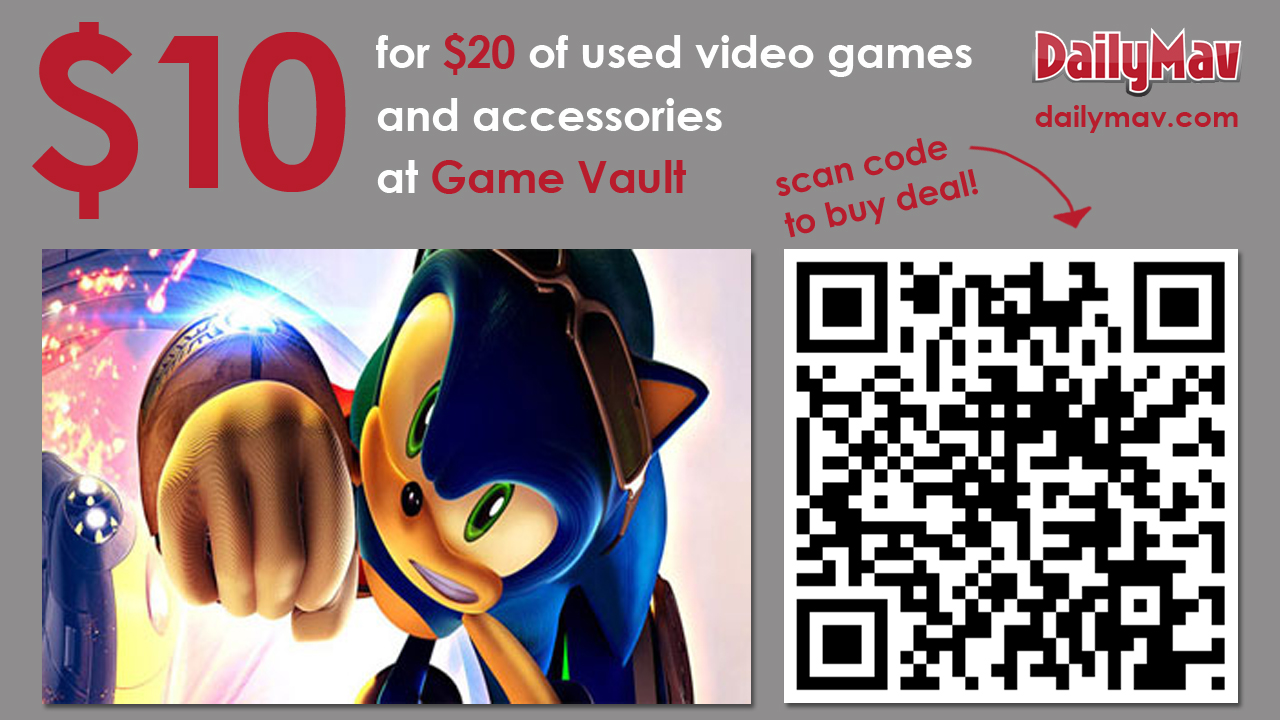 $10
for $20 of used video games
and accessories
at Game Vault
DailyMav
dailymav.com
scan code
to buy deal!